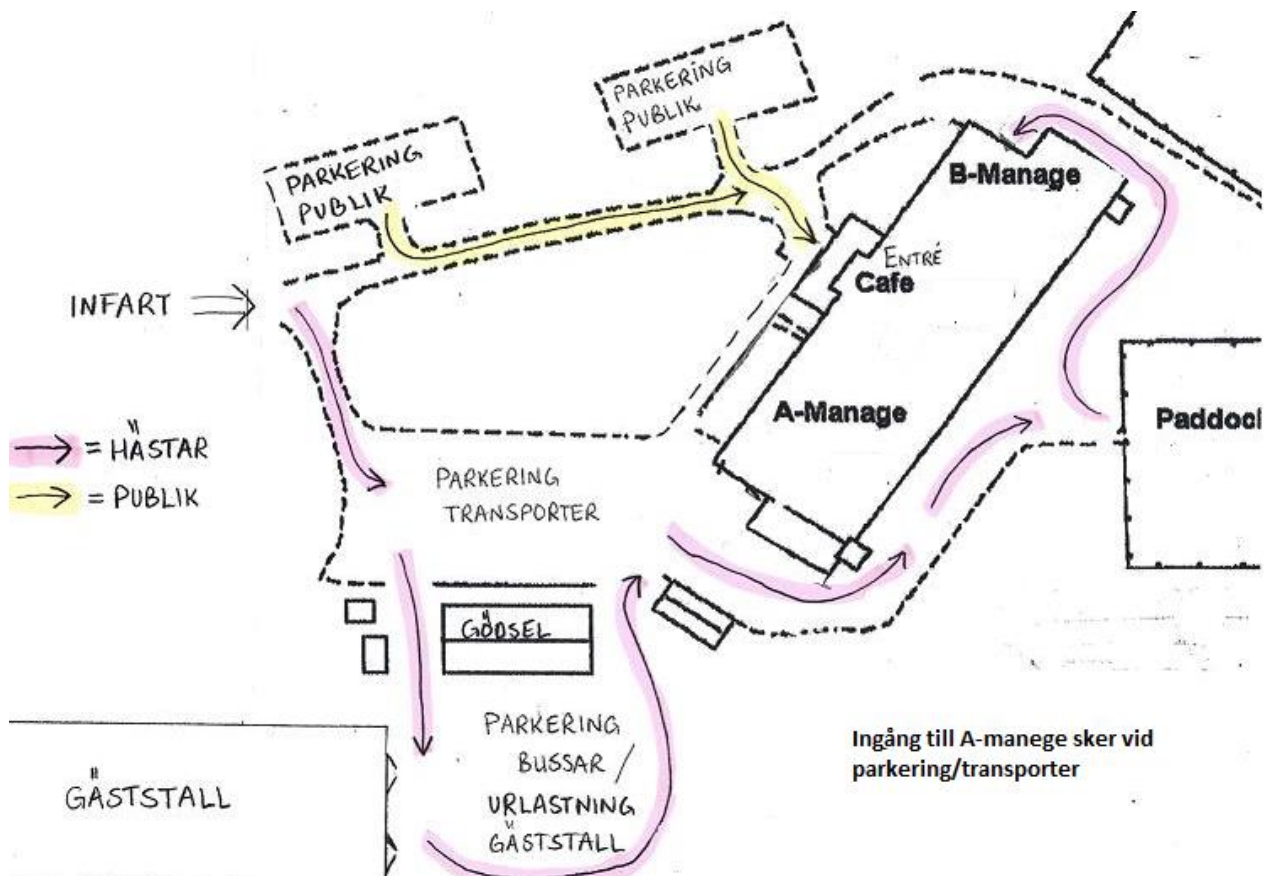 PARKERING
PUBLIK
PARKERING
PUBLIK
B-Manage
ENTRÉ
Cafe
INFART
A-Manage
Paddoc
= HÄSTAR
= PUBLIK
PARKERING
TRANSPORTER
GÖDSEL
PARKERING
BUSSAR /
URLASTNING
GÄSTSTALL
GÄSTSTALL
Ingång till A-manege sker vid
parkering/transporter